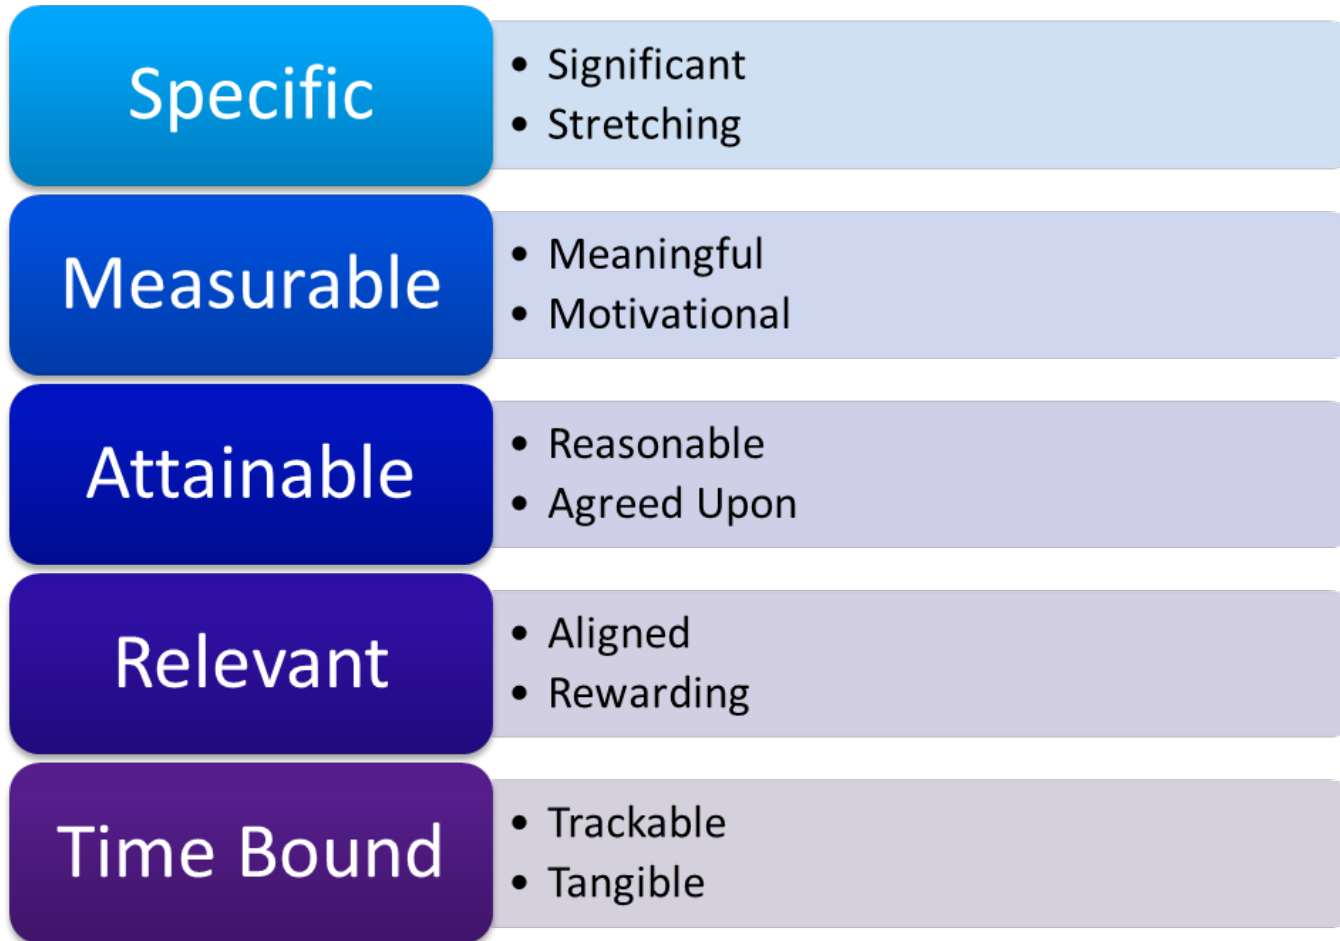 Specific
• Significant
• Stretching
Measurable
• Meaningful
• Motivational
Attainable
• Reasonable
• Agreed Upon
Relevant
• Aligned
• Rewarding
Time Bound
• Trackable
• Tangible